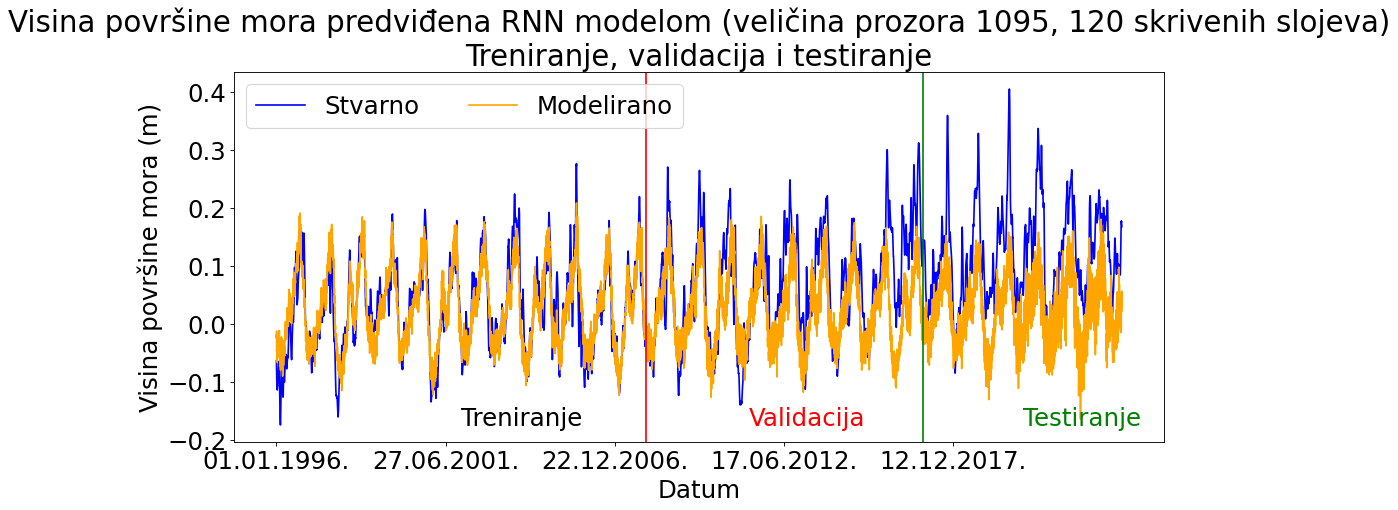 Visina površine mora predviđena RNN modelom (veličina prozora 1095, 120 skrivenih slojeva)
Treniranje, validacija i testiranje
Stvarno
Modelirano
Visina površine mora (m)
0.4
0.3
0.2
0.1
0.0
−0.1
−0.2
Treniranje
Validacija
Testiranje
01.01.1996.
27.06.2001.
22.12.2006.
17.06.2012.
12.12.2017.
Datum